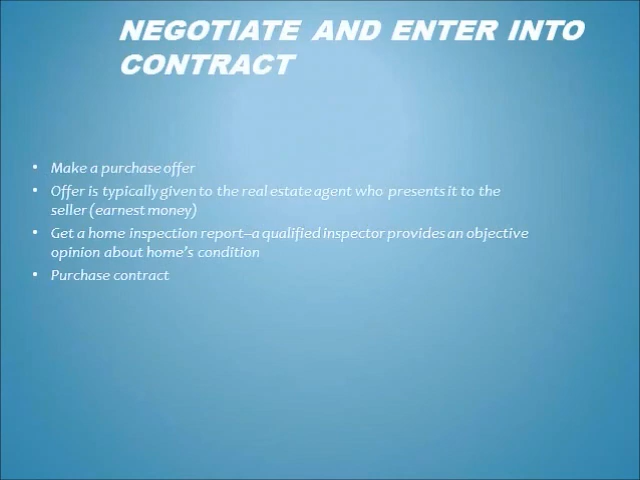 NEGOTIATE AND ENTER INTO
CONTRACT
• Make a purchase offer
• Offer is typically given to the real estate agent who presents it to the
seller (earnest money)
• Get a home inspection report–a qualified inspector provides an objective
opinion about home’s condition
• Purchase contract